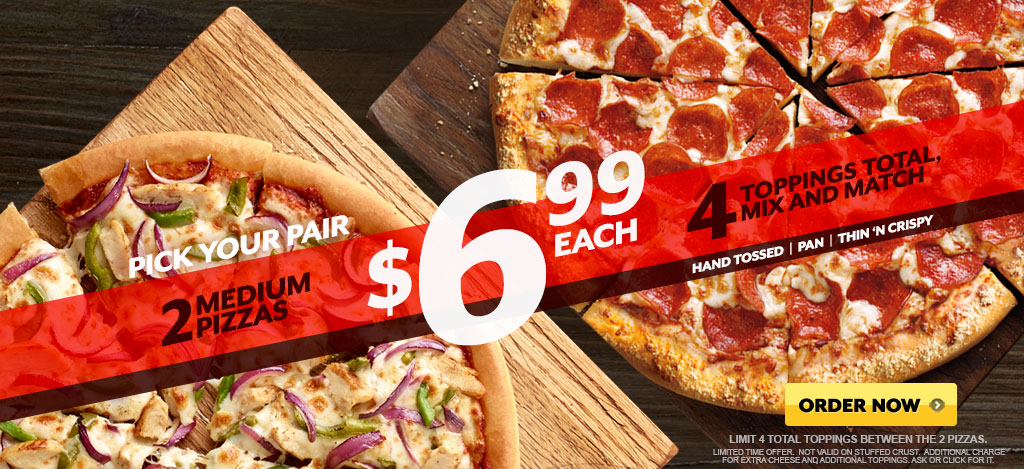 PICK YOUR PAIR
2 MEDIUM
PIZZAS
$6.99
EACH
4 TOPPINGS TOTAL,
MIX AND MATCH
HAND TOSSED | PAN | THIN 'N CRISPY
ORDER NOW
LIMIT 4 TOTAL TOPPINGS BETWEEN THE 2 PIZZAS.
LIMITED TIME OFFER. NOT VALID ON STUFFED CRUST. ADDITIONAL CHARGE
FOR EXTRA CHEESE AND ADDITIONAL TOPPINGS. ASK OR CLICK FOR IT.